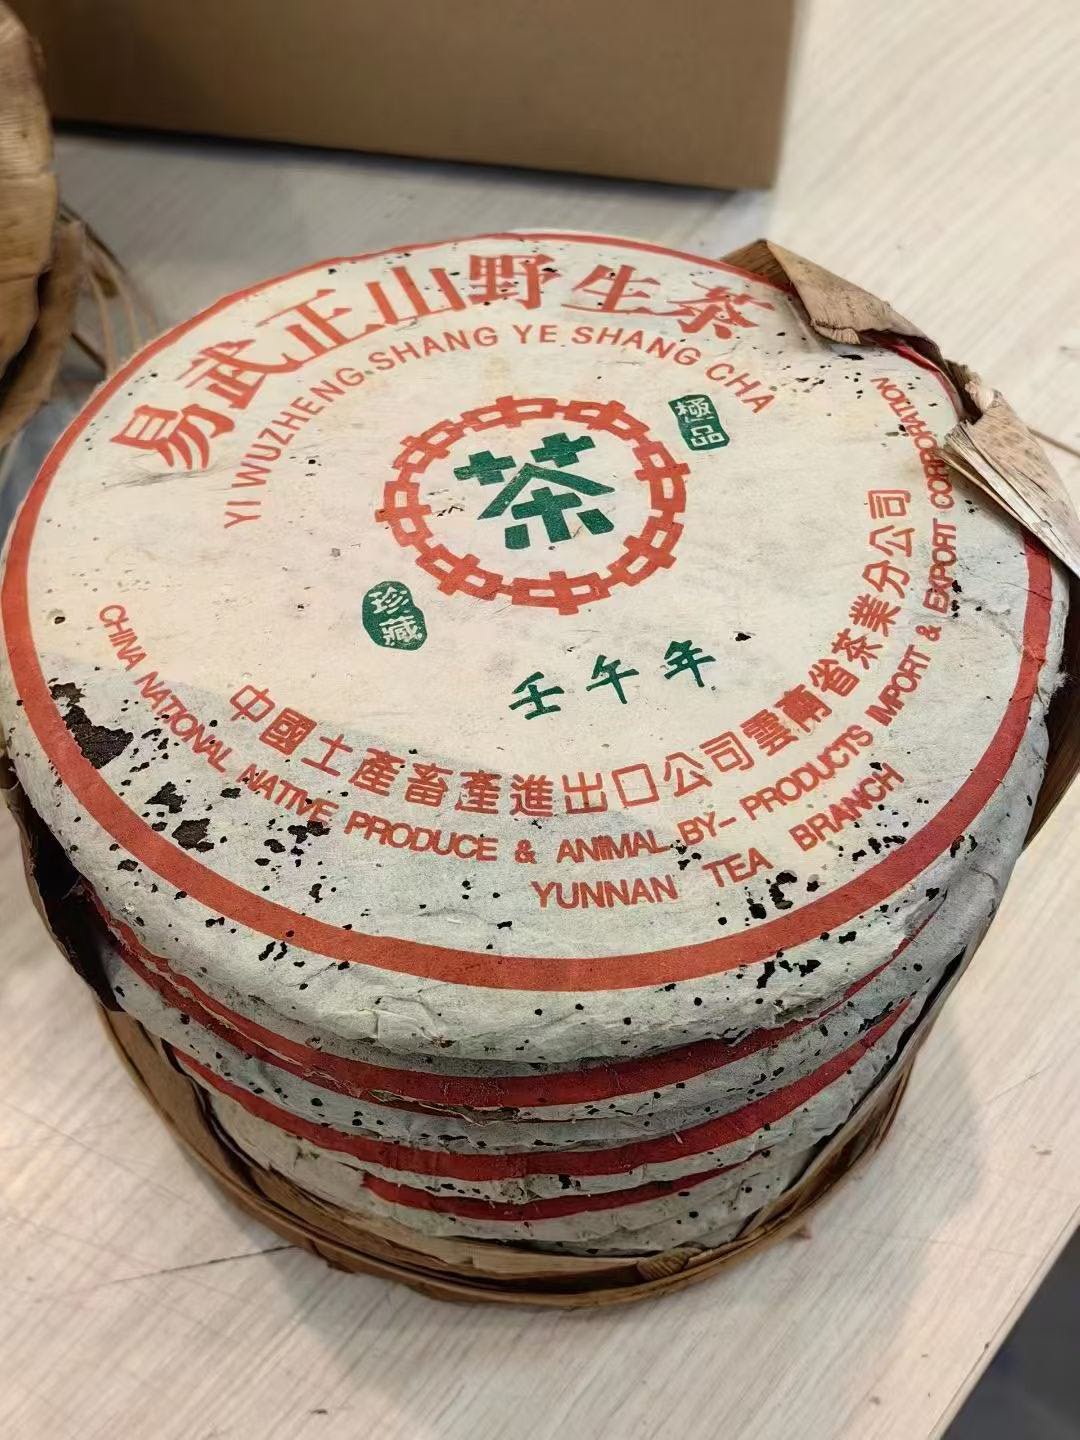 易武正山野生茶
YI WUZHENG SHANG YE SHANG CHA
極品
茶
珍藏
壬午年
中國土產畜產進出口公司雲南省茶業分公司
CHINA NATIONAL NATIVE PRODUCE & ANIMAL BY-PRODUCTS IMPORT & EXPORT CORPORATION
YUNNAN TEA BRANCH